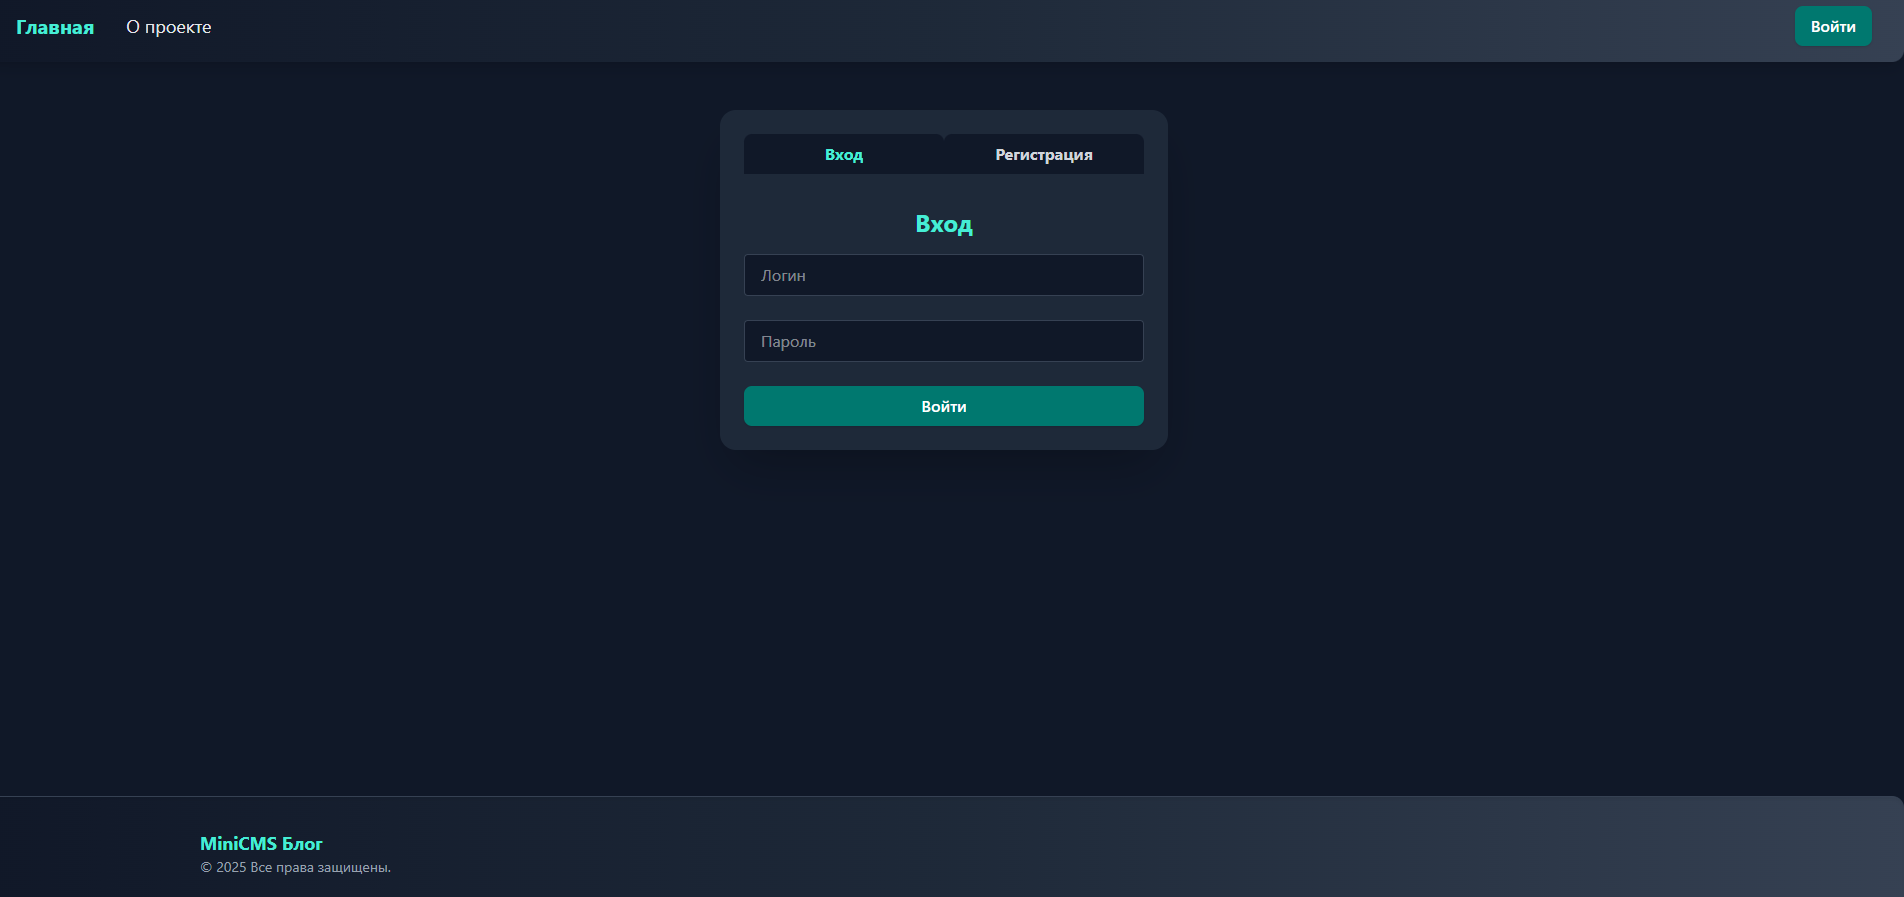 Главная О проекте Войти
Вход Регистрация
Вход
Логин
Пароль
Войти
MiniCMS Блог
© 2025 Все права защищены.